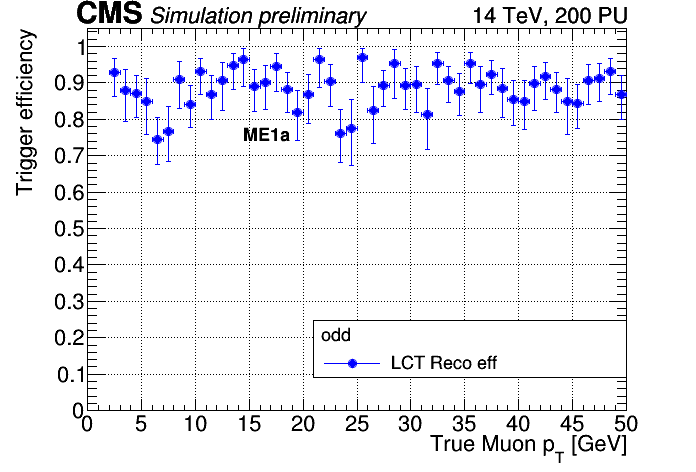 CMS Simulation preliminary 14 TeV, 200 PU
Trigger efficiency
1
0.9
0.8
0.7
0.6
0.5
0.4
0.3
0.2
0.1
0
ME1a
odd
LCT Reco eff
0 5 10 15 20 25 30 35 40 45 50
True Muon p_T [GeV]